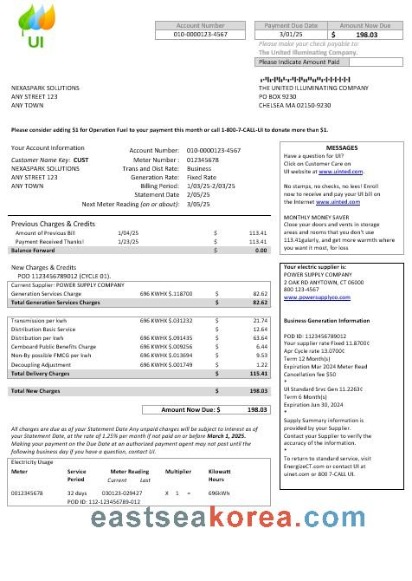 UI
Account Number
010-0000123-4567
Payment Due Date Amount Now Due
3/01/25 $ 198.03
Please make your check payable to:
The United Illuminating Company.
Please Indicate Amount Paid
NEXASPARK SOLUTIONS
ANY STREET 123
ANY TOWN
THE UNITED ILLUMINATING COMPANY
PO BOX 9230
CHELSEA MA 02150-9230
Please consider adding $1 for Operation Fuel to your payment this month or call 1-800-7-CALL-UI to donate more than $1.
Your Account Information
Customer Name Key: CUST
NEXASPARK SOLUTIONS
ANY STREET 123
ANY TOWN
Account Number: 010-0000123-4567
Meter Number: 012345678
Trans and Dist Rate: Business
Generation Rate: Fixed Rate
Billing Period: 1/03/25-2/03/25
Statement Date 2/05/25
Next Meter Reading (on or about): 3/05/25
MESSAGES
Have a question for UI?
Click on Customer Care on
UI website at www.uinted.com
No stamps, no checks, no lees! Enroll
now to receive and pay your UI bill on
the Internet www.uinted.com
MONTHLY MONEY SAVER
Close your doors and vents in storage
areas and rooms that you don't use
113.41gularly, and get more warmth where
you want it most, for
Previous Charges & Credits
Amount of Previous Bill 1/04/25 $ 113.41
Payment Received Thanks! 1/23/25 $ 113.41
Balance Forward $ 0.00
New Charges & Credits
POD 1123456789012 (CYCLE 01).
Current Supplier: POWER SUPPLY COMPANY
Generation Services Charge 696 KWHX $.118700 $ 82.62
Total Generation Services Charges $ 82.62
Transmission per kwh 696 KWHX $.031232 $ 21.74
Distribution Basic Service $ 12.64
Distribution per kwh 696 KWHX $.091435 $ 63.64
Cambourd Public Benefits Charge 696 KWHX $.009256 $ 6.44
Non-By possible FMCG per kWh 696 KWHX $.013694 $ 9.53
Decoupling Adjustment 696 KWHX $.001749 $ 1.22
Total Delivery Charges $ 115.41
Total New Charges $ 198.03
Amount Now Due: $ 198.03
Your electric supplier is:
POWER SUPPLY COMPANY
2 OAK RD AMYTOWN, CT 06000
800 123-4567
www.powersupplyco.com
Business Generation Information
POD ID: 1123456789012
Your supplier rate fixed 11.8700¢
Apr Cycle rate 13.0700¢
Term 12 Month(s)
Expiration Mar 2024 Meter Read
Cancellation fee $50
*
UI Standard Srvc Gen 11.2263¢
Term 6 Month(s)
Expiration Jun 30, 2024
*
Supply Summary information is
provided by your Supplier.
Contact your Supplier to verify the
accuracy of the information.
*
To return to standard service, visit
EnergizeCT.com or contact UI at
uinet.com or 800 7-CALL UI.
All charges are due as of your Statement Date Any unpaid charges will be subject to interest as of
your Statement Date, at the rate of 1.25% per month if not paid on or before March 1, 2025.
Making your payment on the Due Date at an authorized payment agent may not post until the
following business day if you have a question, contact UI.
Electricity Usage
Meter Service Period Meter Reading Current Last Multiplier Kilowatt Hours
0012345678 32 days 030123-029427 X 1 = 696kWh
POD ID: 112-123456789-012
eastseakorea.com